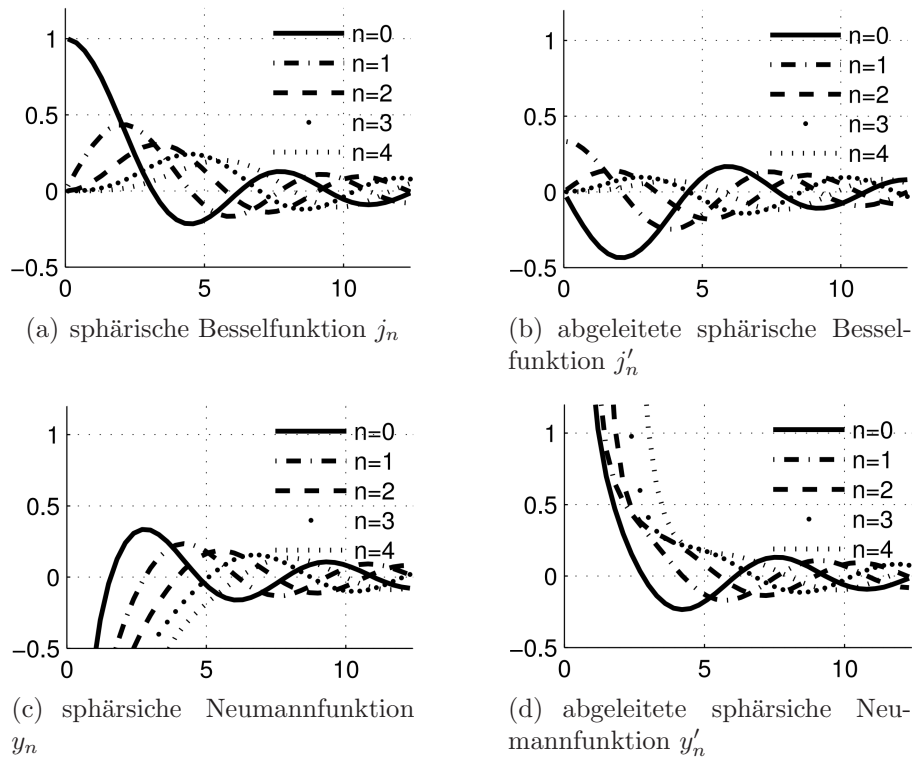 1
0.5
0
−0.5
0
5
10
n=0
n=1
n=2
n=3
n=4
(a) sphärische Besselfunktion j_n
1
0.5
0
−0.5
0
5
10
n=0
n=1
n=2
n=3
n=4
(b) abgeleitete sphärische Bessel-
funktion j′_n
1
0.5
0
−0.5
0
5
10
n=0
n=1
n=2
n=3
n=4
(c) sphärsiche Neumannfunktion
y_n
1
0.5
0
−0.5
0
5
10
n=0
n=1
n=2
n=3
n=4
(d) abgeleitete sphärsiche Neu-
mannfunktion y′_n